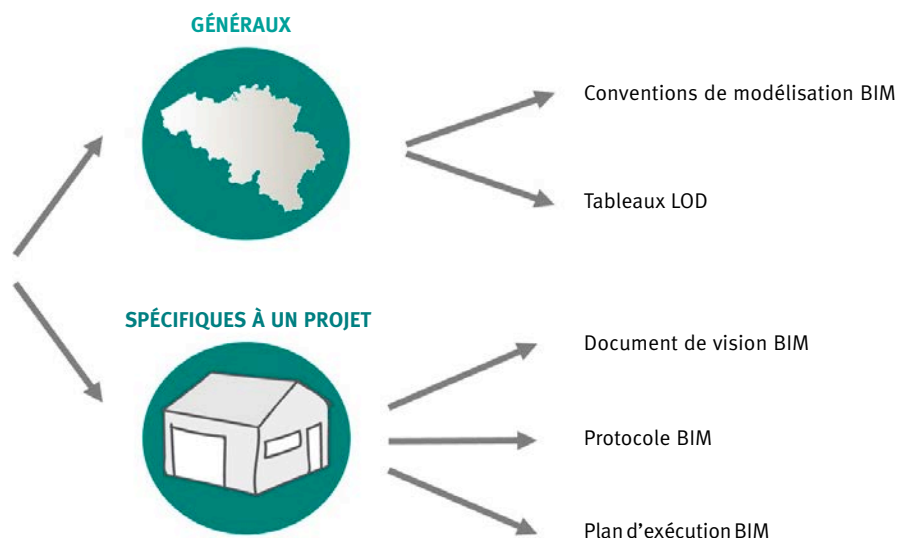 GÉNÉRAUX
Conventions de modélisation BIM
Tableaux LOD
SPÉCIFIQUES À UN PROJET
Document de vision BIM
Protocole BIM
Plan d'exécution BIM